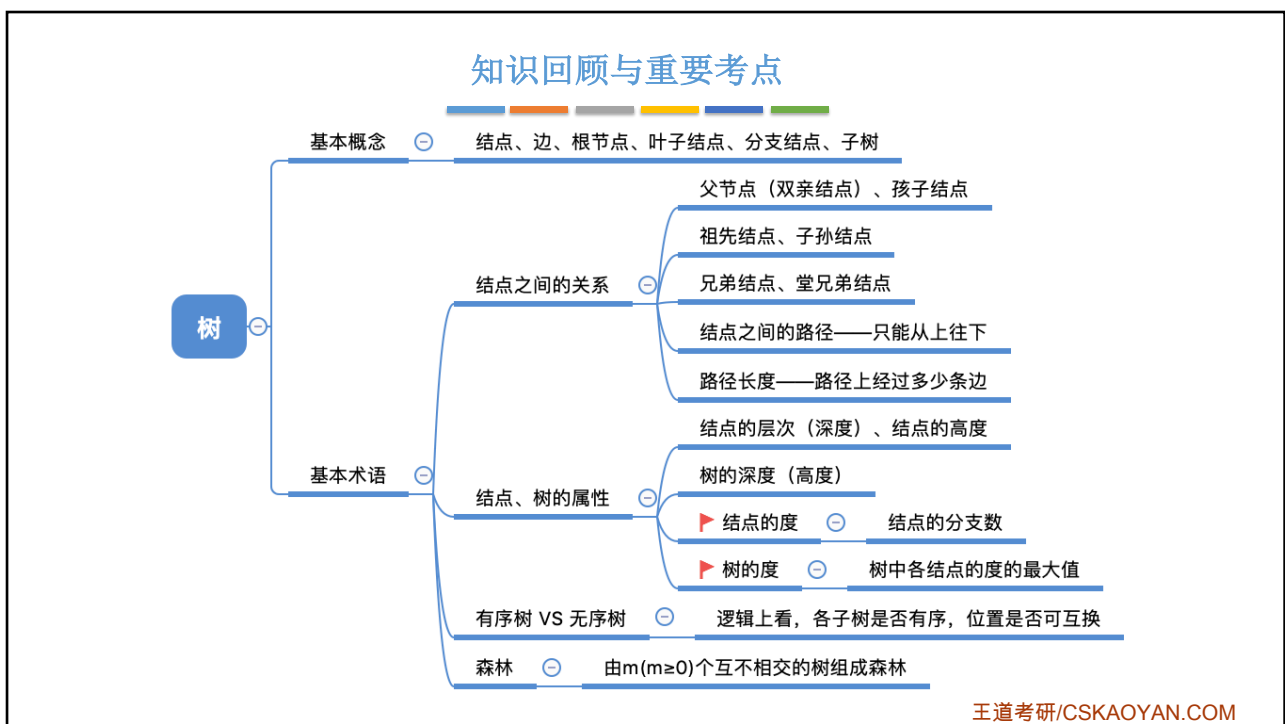 知识回顾与重要考点
树
基本概念
结点、边、根节点、叶子结点、分支结点、子树
基本术语
结点之间的关系
父节点（双亲结点）、孩子结点
祖先结点、子孙结点
兄弟结点、堂兄弟结点
结点之间的路径——只能从上往下
路径长度——路径上经过多少条边
结点、树的属性
结点的层次（深度）、结点的高度
树的深度（高度）
结点的度
结点的分支数
树的度
树中各结点的度的最大值
有序树 VS 无序树
逻辑上看，各子树是否有序，位置是否可互换
森林
由m(m≥0)个互不相交的树组成森林
王道考研/CSKAOYAN.COM